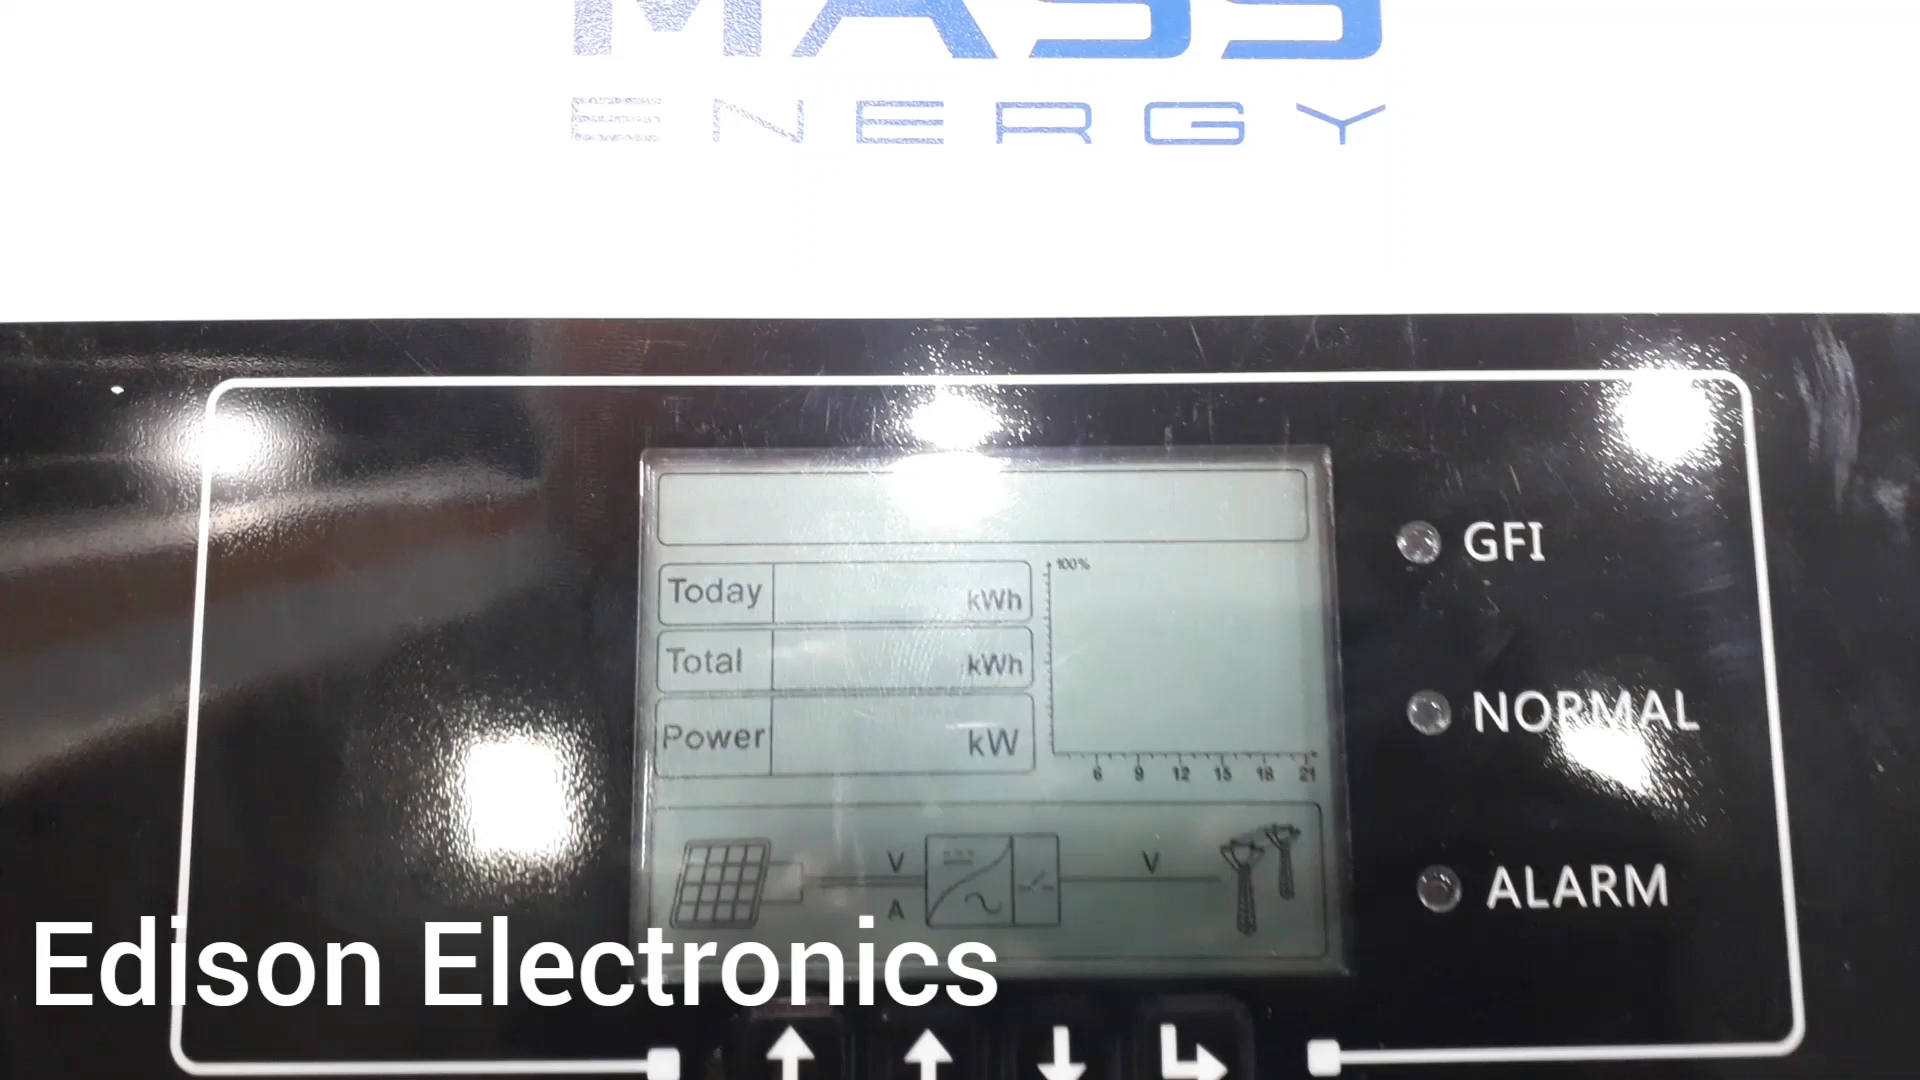 MASS
ENERGY
Today kWh
Total kWh
Power kW
100%
6 9 12 15 18 21
V
A
V
GFI
NORMAL
ALARM
Edison Electronics